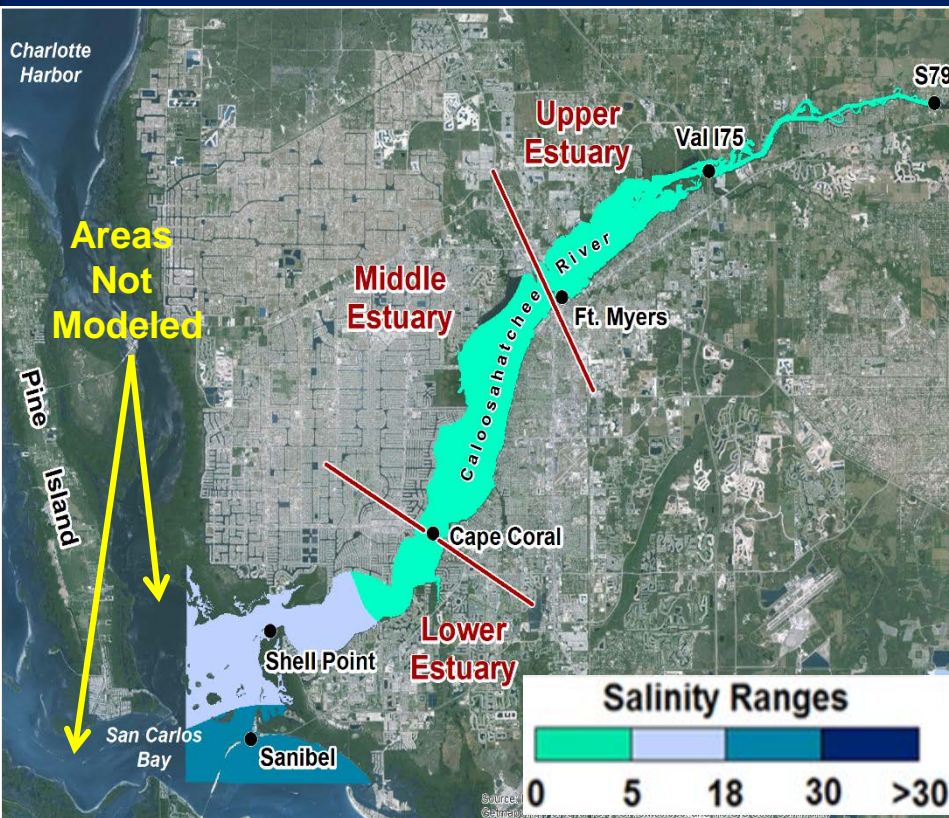 Charlotte
Harbor
S79
Upper
Estuary
Val I75
Areas
Not
Modeled
Middle
Estuary
Caloosahatchee River
Ft. Myers
Pine Island
Cape Coral
Lower
Estuary
Shell Point
San Carlos
Bay
Sanibel
Salinity Ranges
0 5 18 30 >30
Source: